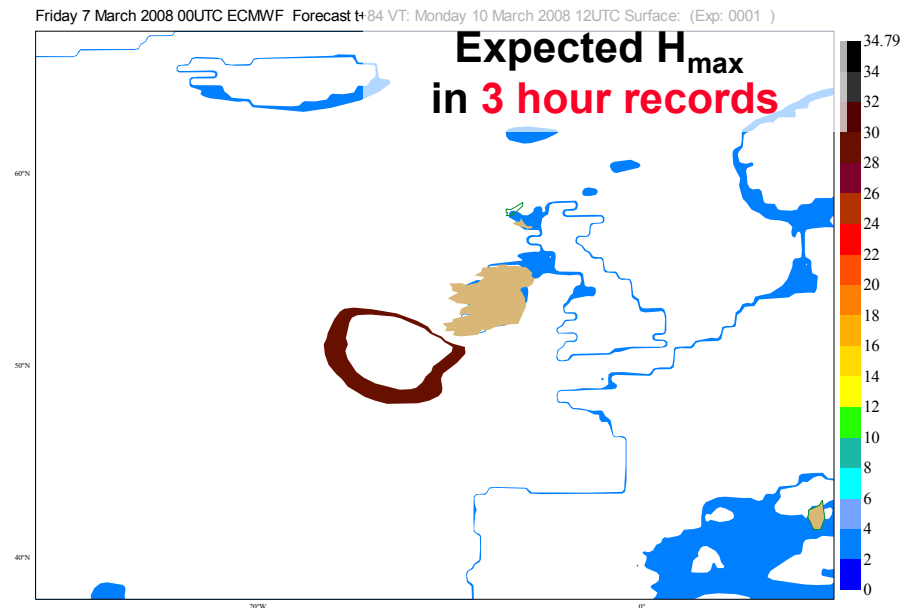 Friday 7 March 2008 00UTC ECMWF Forecast t+84 VT: Monday 10 March 2008 12UTC Surface: (Exp: 0001 )
Expected Hmax
in 3 hour records
34.79
34
32
30
28
26
24
22
20
18
16
14
12
10
8
6
4
2
0
60°N
50°N
40°N
20°W
0°